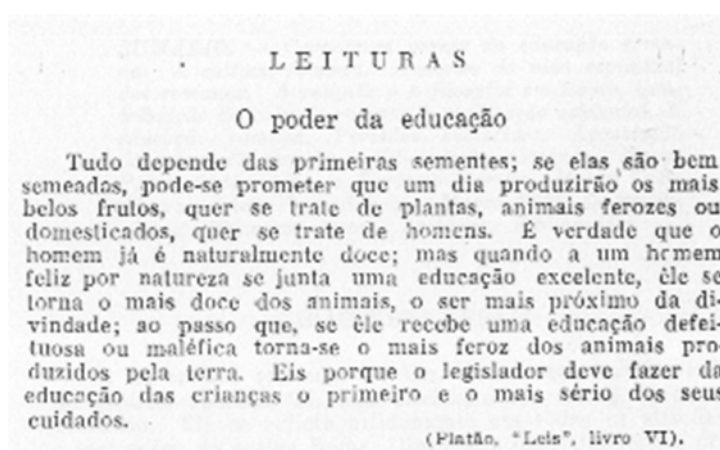 LEITURAS
O poder da educação
Tudo depende das primeiras sementes; se elas são bem
semeadas, pode-se prometer que um dia produzirão os mais
belos frutos, quer se trate de plantas, animais ferozes ou
domesticados, quer se trate de homens. É verdade que o
homem já é naturalmente doce; mas quando a um homem
feliz por natureza se junta uma educação excelente, êle se
torna o mais doce dos animais, o ser mais próximo da di-
vindade; ao passo que, se êle recebe uma educação defei-
tuosa ou maléfica torna-se o mais feroz dos animais pro-
duzidos pela terra. Eis porque o legislador deve fazer da
educação das crianças o primeiro e o mais sério dos seus
cuidados.
(Platão, "Leis", livro VI).